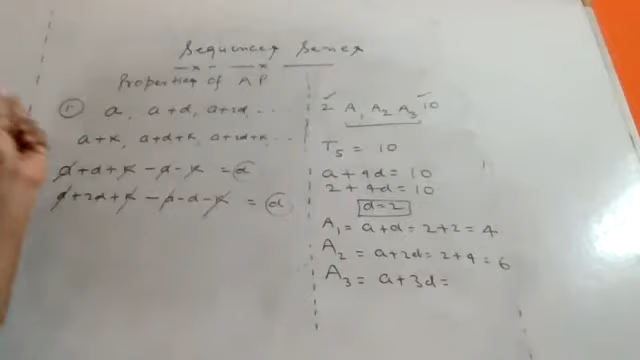 Sequences Series
Properties of AP
① a, a+d, a+2d ...
a+k, a+d+k, a+2d+k ...
a+d+k-a-k = d
a+2d+k-a-d-k = d
2 A₁ A₂ A₃ 10
T₅ = 10
a+4d = 10
2+4d = 10
d=2
A₁ = a+d = 2+2 = 4
A₂ = a+2d = 2+4 = 6
A₃ = a+3d =